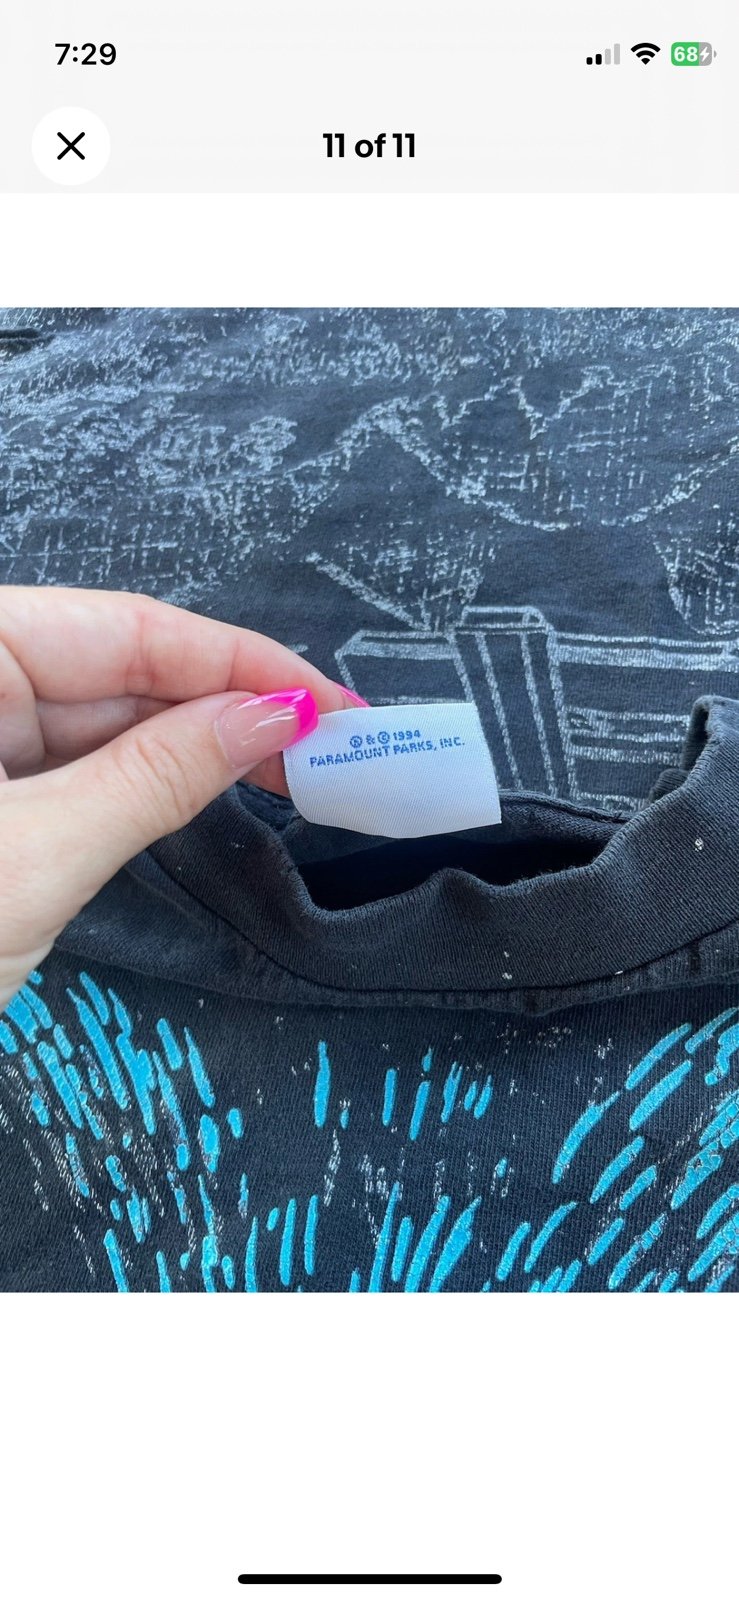 7:29
68
11 of 11
® & © 1994
PARAMOUNT PARKS, INC.